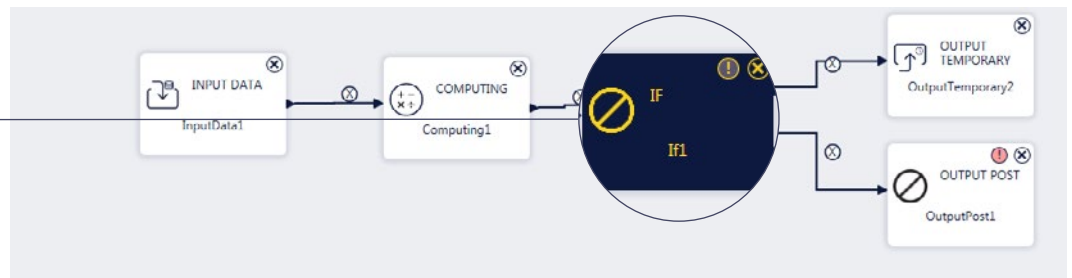 INPUT DATA
InputData1
COMPUTING
Computing1
IF
If1
OUTPUT
TEMPORARY
OutputTemporary2
OUTPUT POST
OutputPost1